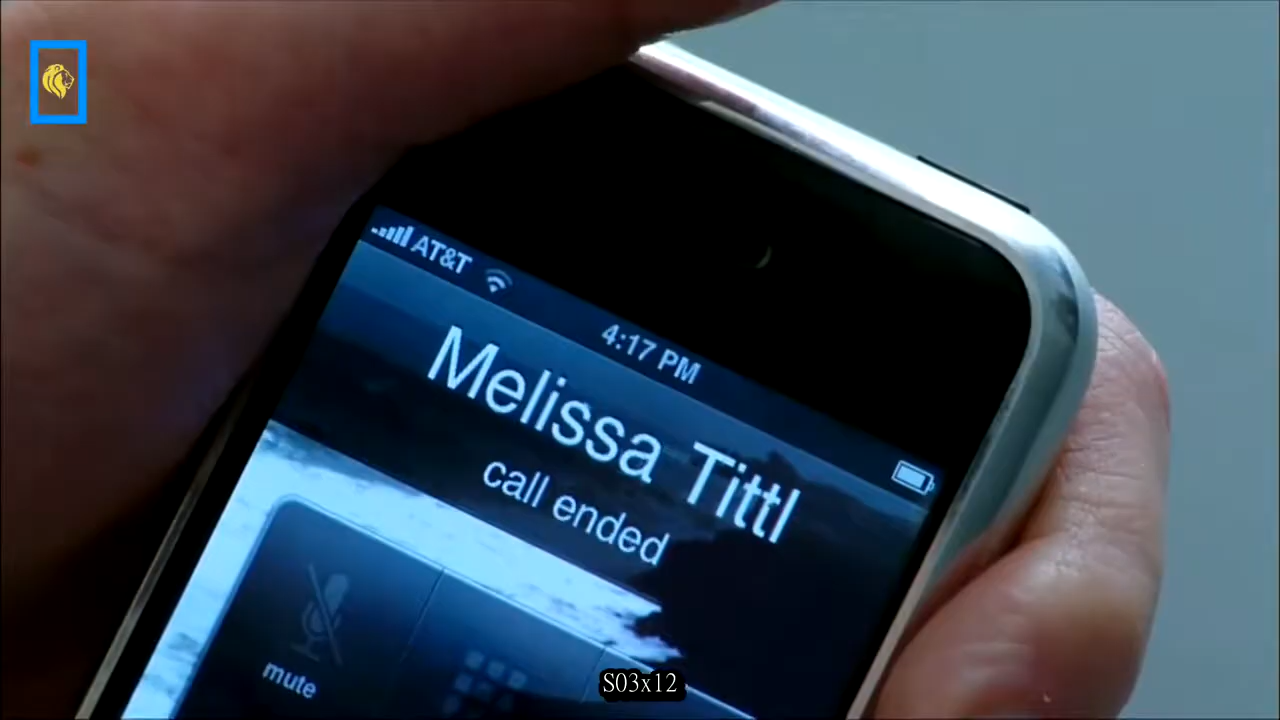 AT&T
4:17 PM
Melissa Tittl
call ended
mute
S03x12